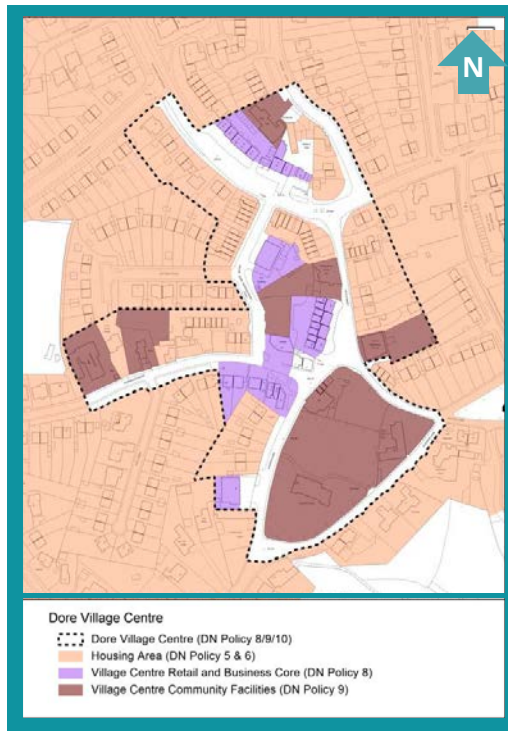 N
Dore Village Centre
Dore Village Centre (DN Policy 8/9/10)
Housing Area (DN Policy 5 & 6)
Village Centre Retail and Business Core (DN Policy 8)
Village Centre Community Facilities (DN Policy 9)